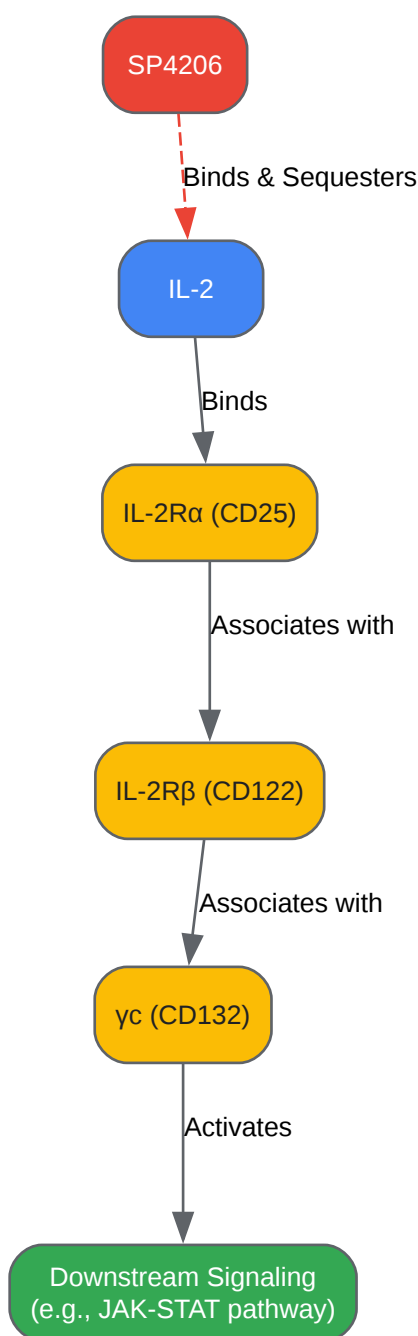 SP4206
Binds & Sequesters
IL-2
Binds
IL-2Rα (CD25)
Associates with
IL-2Rβ (CD122)
Associates with
γc (CD132)
Activates
Downstream Signaling
(e.g., JAK-STAT pathway)